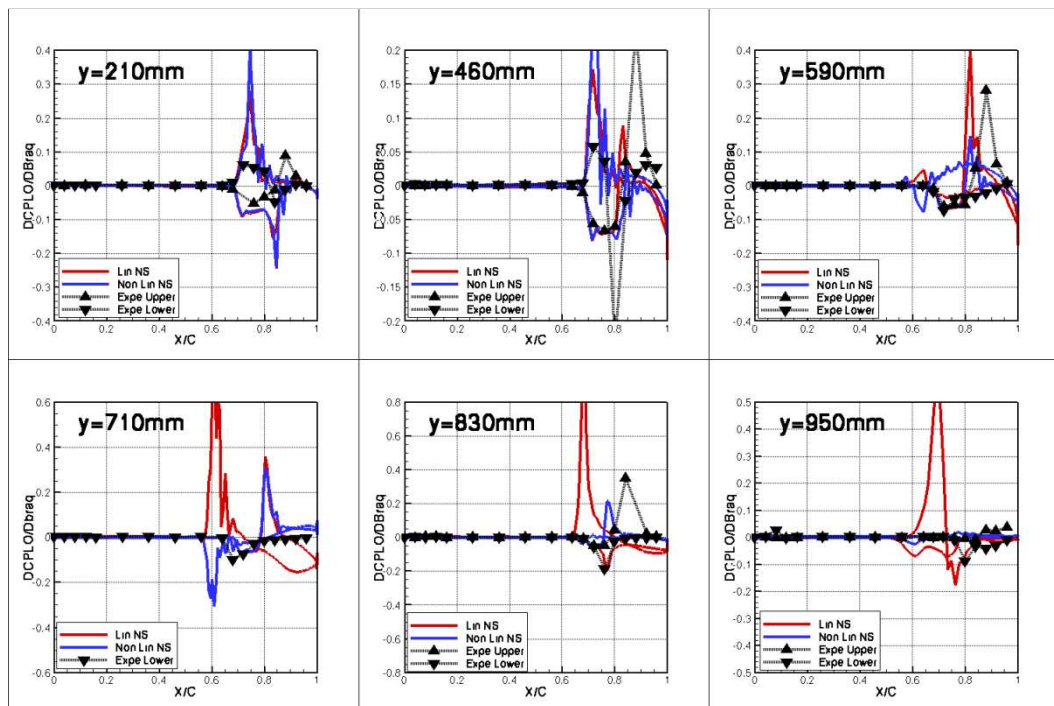 y=210mm
DCPLO/DBraq
0.4
0.3
0.2
0.1
0
-0.1
-0.2
-0.3
-0.4
Lin NS
Non Lin NS
Expe Upper
Expe Lower
0 0.2 0.4 0.6 0.8 1
X/C
y=460mm
DCPLO/DBraq
0.2
0.15
0.1
0.05
0
-0.05
-0.1
-0.15
-0.2
Lin NS
Non Lin NS
Expe Upper
Expe Lower
0 0.2 0.4 0.6 0.8 1
X/C
y=590mm
DCPLO/DBraq
0.4
0.3
0.2
0.1
0
-0.1
-0.2
-0.3
-0.4
Lin NS
Non Lin NS
Expe Upper
Expe Lower
0 0.2 0.4 0.6 0.8 1
X/C
y=710mm
DCPLO/Dbraq
0.6
0.4
0.2
0
-0.2
-0.4
-0.6
Lin NS
Non Lin NS
Expe Lower
0 0.2 0.4 0.6 0.8 1
X/C
y=830mm
DCPLO/DBraq
0.8
0.6
0.4
0.2
0
-0.2
-0.4
-0.6
-0.8
Lin NS
Non Lin NS
Expe Upper
Expe Lower
0 0.2 0.4 0.6 0.8 1
X/C
y=950mm
DCPLO/DBraq
0.5
0.4
0.3
0.2
0.1
0
-0.1
-0.2
-0.3
-0.4
-0.5
Lin NS
Non Lin NS
Expe Upper
Expe Lower
0 0.2 0.4 0.6 0.8 1
X/C